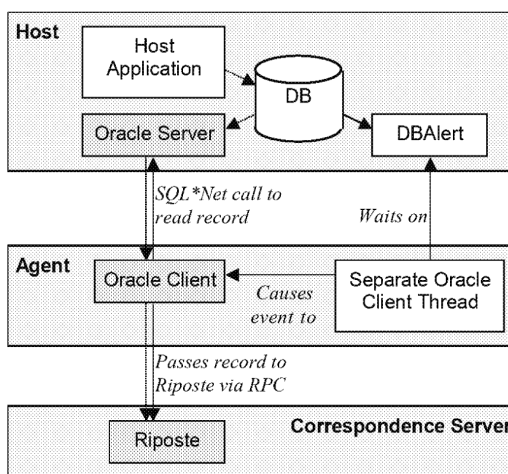 Host
Host
Application
DB
Oracle Server
DBAlert
SQL*Net call to
read record
Waits on
Agent
Oracle Client
Causes
event to
Separate Oracle
Client Thread
Passes record to
Riposte via RPC
Correspondence Server
Riposte